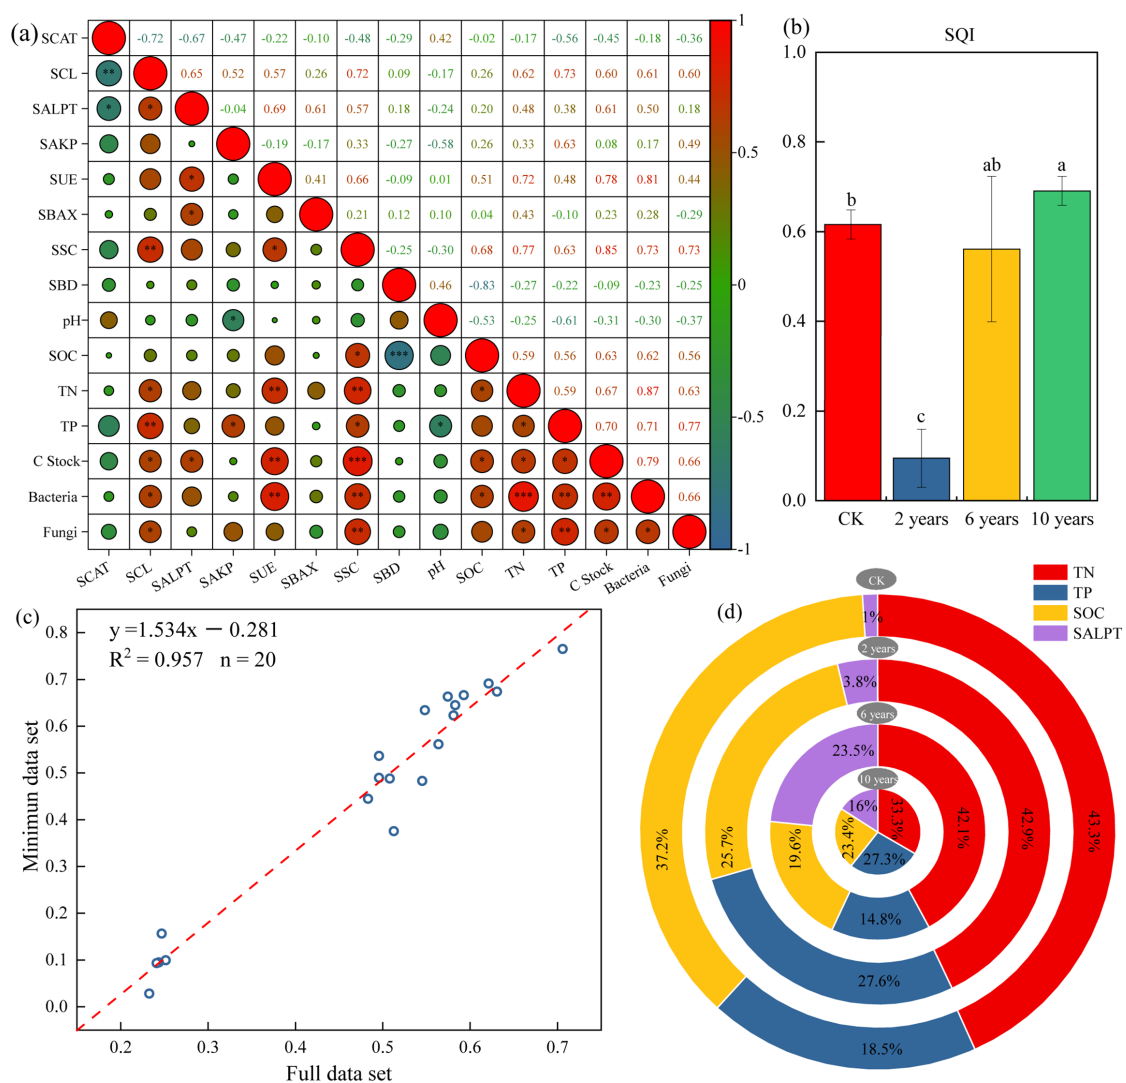 (a)
SCAT -0.72 -0.67 -0.47 -0.22 -0.10 -0.48 -0.29 0.42 -0.02 -0.17 -0.56 -0.45 -0.18 -0.36
SCL ** 0.65 0.52 0.57 0.26 0.72 0.09 -0.17 0.26 0.62 0.73 0.60 0.61 0.60
SALPT * * -0.04 0.69 0.61 0.57 0.18 -0.24 0.20 0.48 0.38 0.61 0.50 0.18
SAKP -0.19 -0.17 0.33 -0.27 -0.58 0.26 0.33 0.63 0.08 0.17 0.49
SUE * 0.41 0.66 -0.09 0.01 0.51 0.72 0.48 0.78 0.81 0.44
SBAX * 0.21 0.12 0.10 0.04 0.43 -0.10 0.23 0.28 -0.29
SSC ** * -0.25 -0.30 0.68 0.77 0.63 0.85 0.73 0.73
SBD 0.46 -0.83 -0.27 -0.22 -0.09 -0.23 -0.25
pH * -0.53 -0.25 -0.61 -0.31 -0.30 -0.37
SOC * *** 0.59 0.56 0.63 0.62 0.56
TN * ** ** * 0.59 0.67 0.87 0.63
TP ** * * * * 0.70 0.71 0.77
C Stock * * ** *** * * * 0.79 0.66
Bacteria * ** ** * *** ** ** 0.66
Fungi * ** * ** * *
SCAT SCL SALPT SAKP SUE SBAX SSC SBD pH SOC TN TP C Stock Bacteria Fungi
1
0.5
0
-0.5
-1
(b)
SQI
1.0
0.8
0.6
0.4
0.2
0.0
b
c
ab
a
CK 2 years 6 years 10 years
(c)
y=1.534x − 0.281
R2 = 0.957 n = 20
Minimun data set
0.8
0.7
0.6
0.5
0.4
0.3
0.2
0.1
0.0
0.2 0.3 0.4 0.5 0.6 0.7
Full data set
(d)
TN
TP
SOC
SALPT
CK
1%
43.3%
18.5%
37.2%
2 years
3.8%
42.9%
27.6%
25.7%
6 years
23.5%
42.1%
14.8%
19.6%
10 years
16%
33.3%
27.3%
23.4%